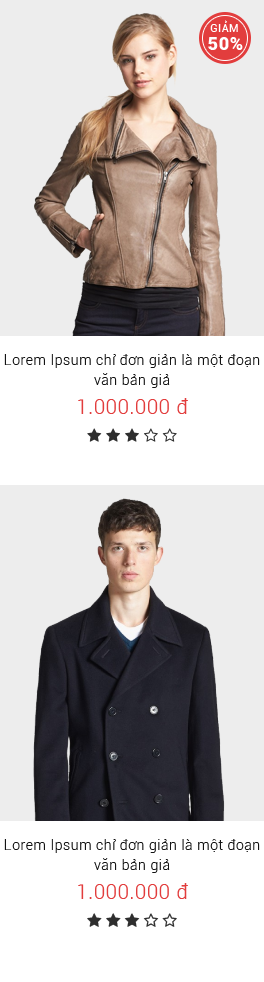 GIẢM
50%
Lorem Ipsum chỉ đơn giản là một đoạn
văn bản giả
1.000.000 đ
Lorem Ipsum chỉ đơn giản là một đoạn
văn bản giả
1.000.000 đ